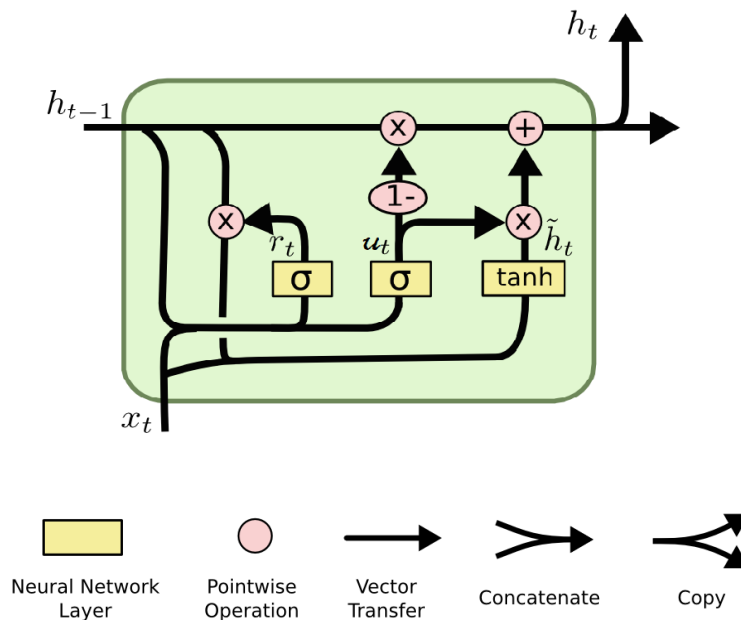 h_t
h_{t-1}
x
+
1-
x
x
r_t
u_t
h̃_t
σ
σ
tanh
x_t
Neural Network Layer
Pointwise Operation
Vector Transfer
Concatenate
Copy